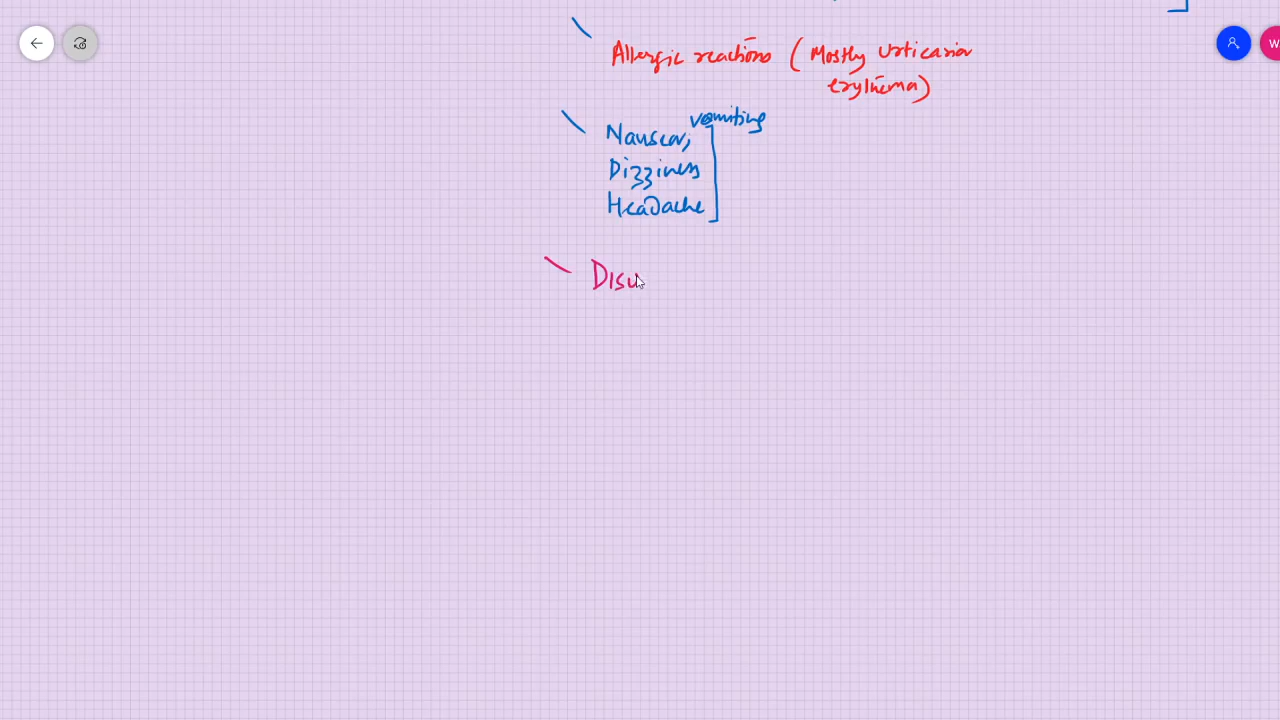 Allergic reactions (Mostly Urticaria
erythema)
vomiting
Nausea,
Dizziness
Headache
Disu
W